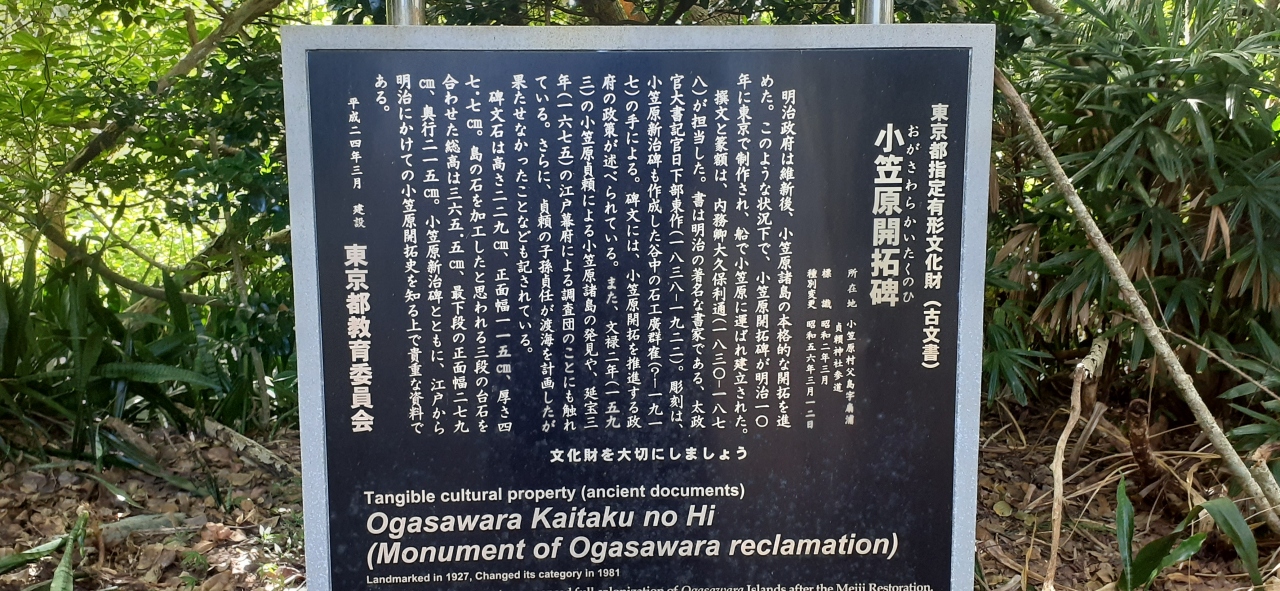 東京都指定有形文化財（古文書）
おがさわらかいたくのひ
小笠原開拓碑
所在地　小笠原村父島字扇浦
貞頼神社参道
標　識　昭和二年三月
種別変更　昭和五六年三月一二日
明治政府は維新後、小笠原諸島の本格的な開拓を進
めた。このような状況下で、小笠原開拓碑が明治一〇
年に東京で制作され、船で小笠原に運ばれ建立された。
撰文と篆額は、内務卿大久保利通（一八三〇−一八七
八）が担当した。書は明治の著名な書家である、太政
官大書記官日下部東作（一八三八−一九二二）。彫刻は、
小笠原新治碑も作成した谷中の石工廣群雀（？−一九一
七）の手による。碑文には、小笠原開拓を推進する政
府の政策が述べられている。また、文禄二年（一五九
三）の小笠原貞頼による小笠原諸島の発見や、延宝三
年（一六七五）の江戸幕府による調査団のことにも触れ
ている。さらに、貞頼の子孫貞任が渡海を計画したが
果たせなかったことなども記されている。
碑文石は高さ二二九㎝、正面幅一一五㎝、厚さ四
七．七㎝。島の石を加工したと思われる三段の台石を
合わせた総高は三六五．五㎝、最下段の正面幅二七九
㎝、奥行二一五㎝。小笠原新治碑とともに、江戸から
明治にかけての小笠原開拓史を知る上で貴重な資料で
ある。
平成二四年三月　建設
東京都教育委員会
文化財を大切にしましょう
Tangible cultural property (ancient documents)
Ogasawara Kaitaku no Hi
(Monument of Ogasawara reclamation)
Landmarked in 1927, Changed its category in 1981
full colonization of Ogasawara Islands after the Meiji Restoration.